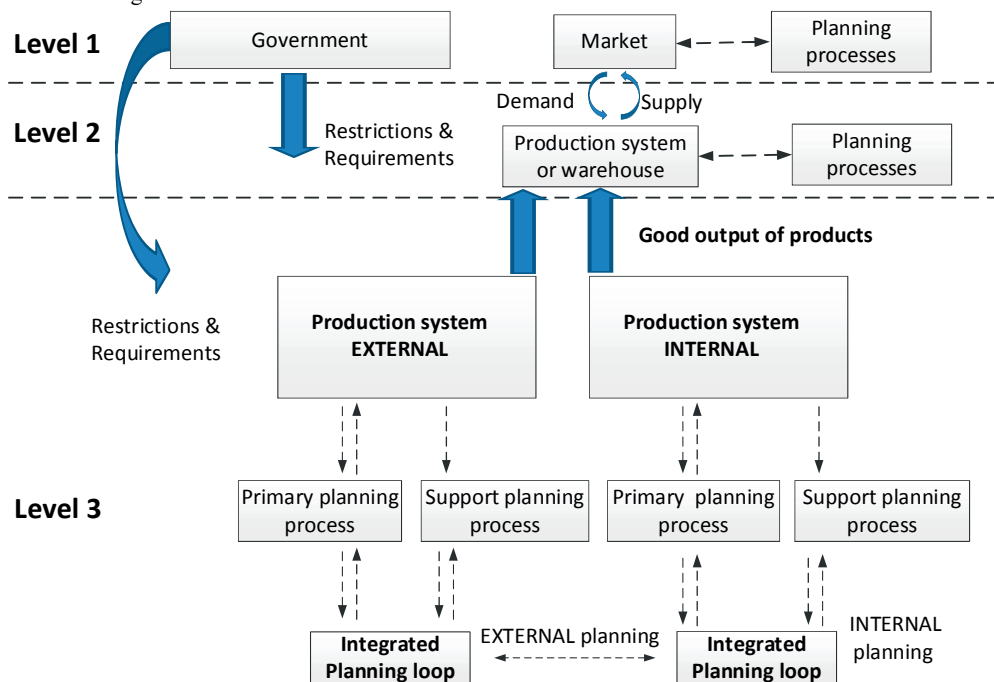 Level 1
Government
Market
Planning
processes
Demand
Supply
Level 2
Restrictions &
Requirements
Production system
or warehouse
Planning
processes
Good output of products
Restrictions &
Requirements
Production system
EXTERNAL
Production system
INTERNAL
Level 3
Primary planning
process
Support planning
process
Primary planning
process
Support planning
process
Integrated
Planning loop
EXTERNAL planning
Integrated
Planning loop
INTERNAL
planning